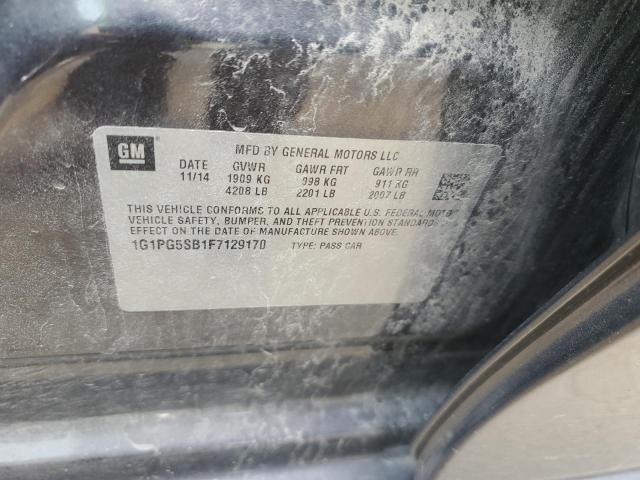 GM
MFD BY GENERAL MOTORS LLC
DATE GVWR GAWR FRT GAWR RR
11/14 1909 KG 998 KG 911 KG
4208 LB 2201 LB 2007 LB
THIS VEHICLE CONFORMS TO ALL APPLICABLE U.S. FEDERAL MOTOR
VEHICLE SAFETY, BUMPER, AND THEFT PREVENTION STANDARDS
IN EFFECT ON THE DATE OF MANUFACTURE SHOWN ABOVE.
1G1PG5SB1F7129170 TYPE: PASS CAR